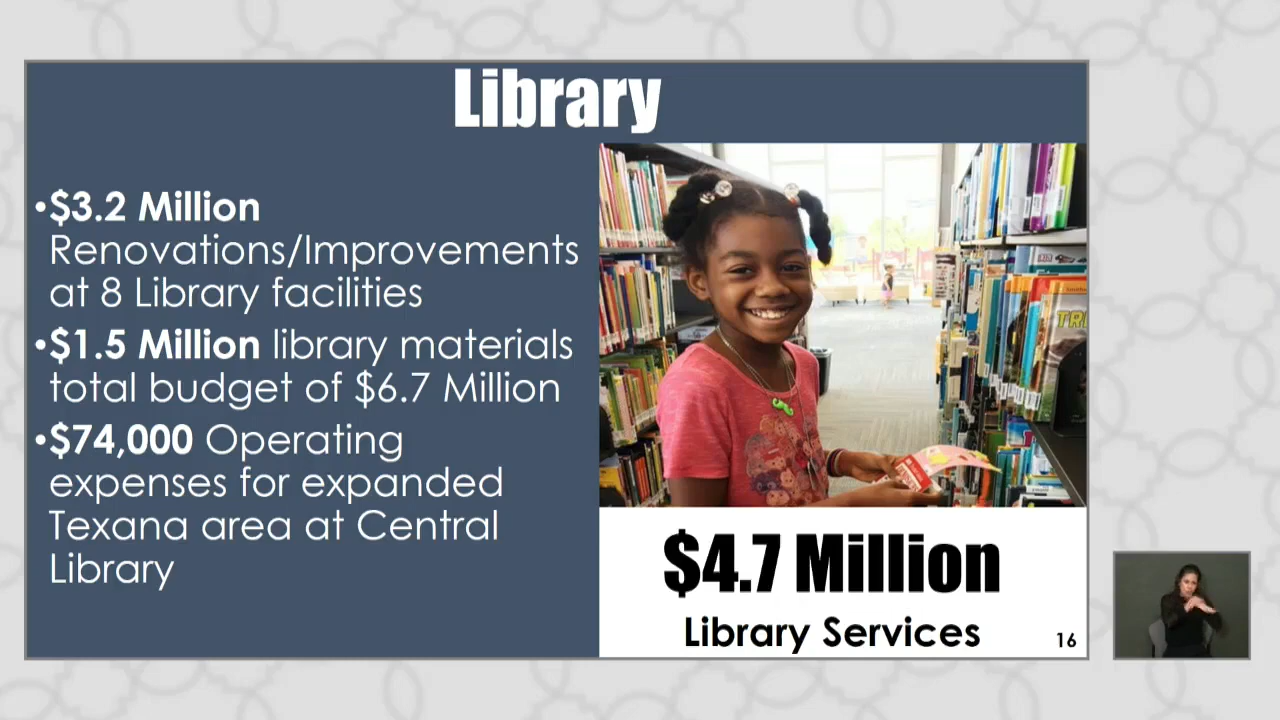 Library
•$3.2 Million
Renovations/Improvements
at 8 Library facilities
•$1.5 Million library materials
total budget of $6.7 Million
•$74,000 Operating
expenses for expanded
Texana area at Central
Library
$4.7 Million
Library Services
16